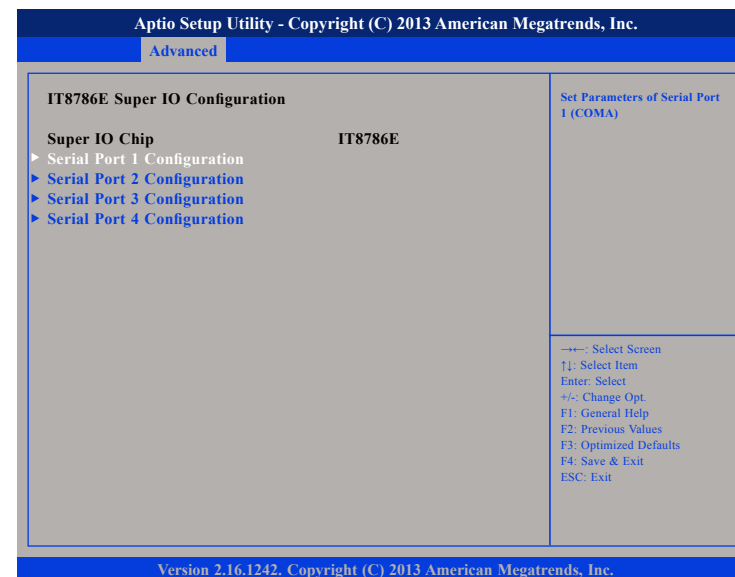 Aptio Setup Utility - Copyright (C) 2013 American Megatrends, Inc.
Advanced
IT8786E Super IO Configuration
Super IO Chip IT8786E
► Serial Port 1 Configuration
► Serial Port 2 Configuration
► Serial Port 3 Configuration
► Serial Port 4 Configuration
Set Parameters of Serial Port
1 (COMA)
→←: Select Screen
↑↓: Select Item
Enter: Select
+/-: Change Opt.
F1: General Help
F2: Previous Values
F3: Optimized Defaults
F4: Save & Exit
ESC: Exit
Version 2.16.1242. Copyright (C) 2013 American Megatrends, Inc.